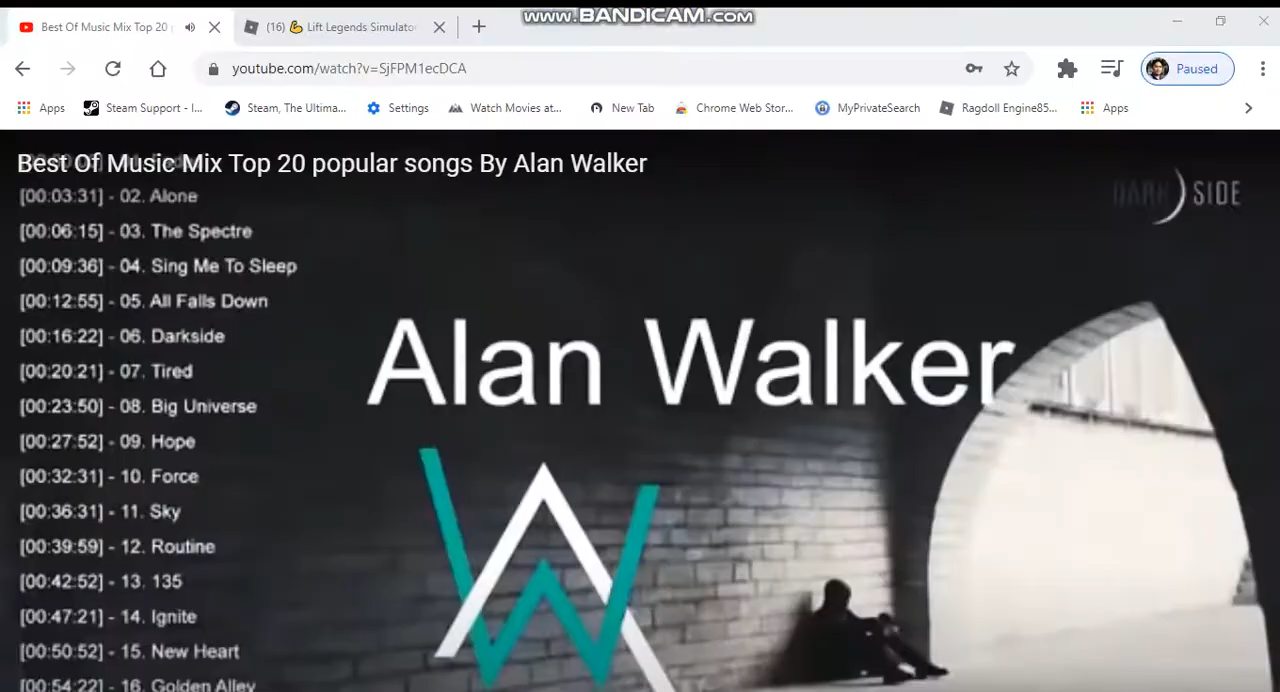 www.BANDICAM.com
Best Of Music Mix Top 20
(16) 💪 Lift Legends Simulator
youtube.com/watch?v=SjFPM1ecDCA
Paused
Apps
Steam Support - I...
Steam, The Ultima...
Settings
Watch Movies at...
New Tab
Chrome Web Stor...
MyPrivateSearch
Ragdoll Engine85...
Apps
Best Of Music Mix Top 20 popular songs By Alan Walker
DARK SIDE
[00:03:31] - 02. Alone
[00:06:15] - 03. The Spectre
[00:09:36] - 04. Sing Me To Sleep
[00:12:55] - 05. All Falls Down
[00:16:22] - 06. Darkside
[00:20:21] - 07. Tired
[00:23:50] - 08. Big Universe
[00:27:52] - 09. Hope
[00:32:31] - 10. Force
[00:36:31] - 11. Sky
[00:39:59] - 12. Routine
[00:42:52] - 13. 135
[00:47:21] - 14. Ignite
[00:50:52] - 15. New Heart
[00:54:22] - 16. Golden Alley
Alan Walker